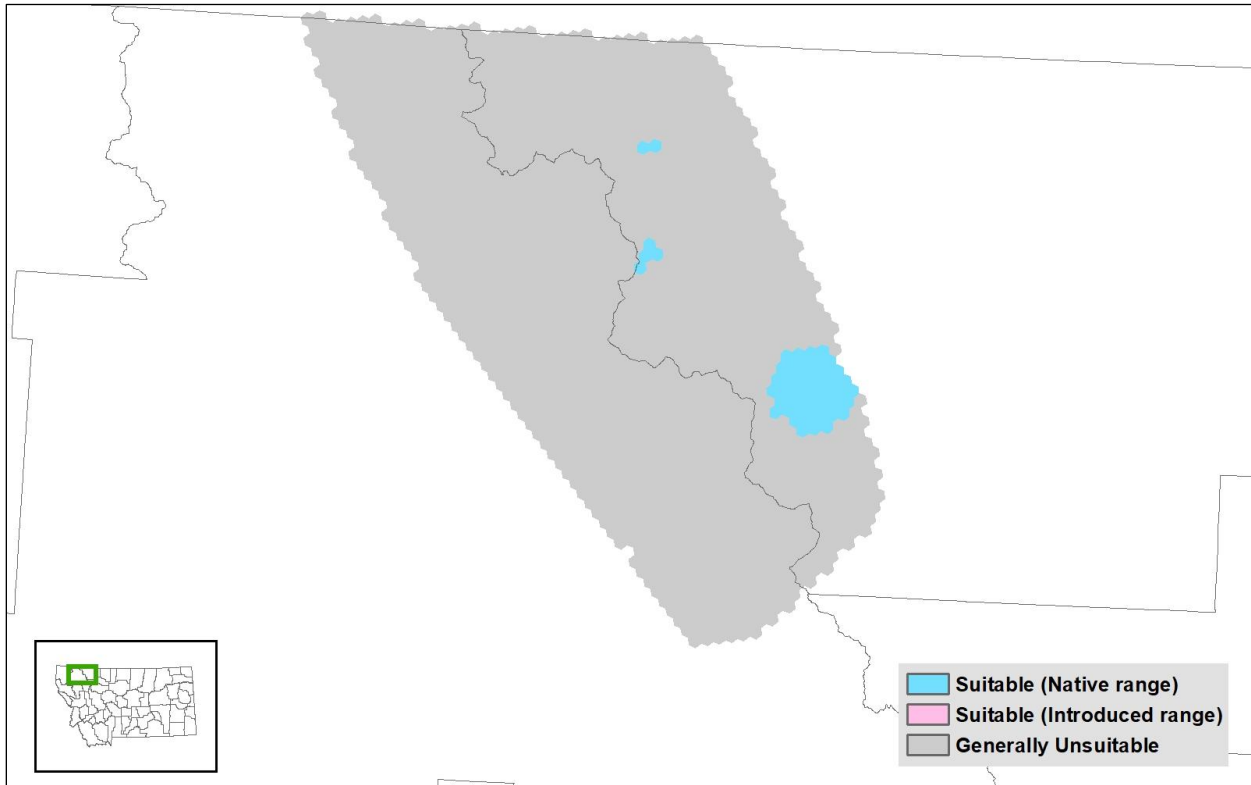 Suitable (Native range)
Suitable (Introduced range)
Generally Unsuitable